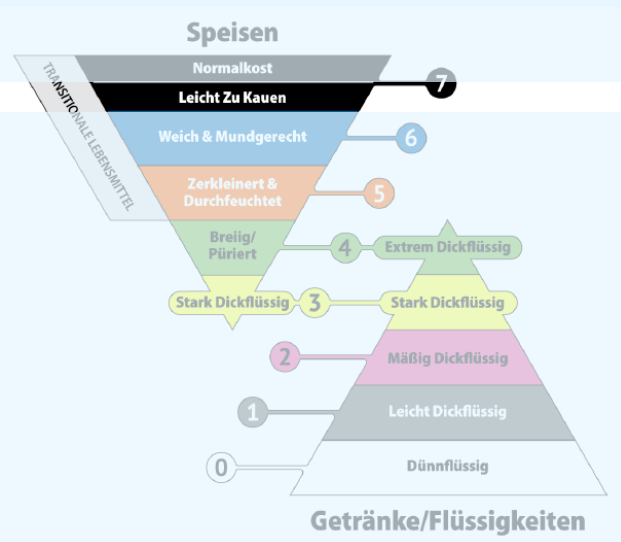 Speisen
Normalkost
7
Leicht Zu Kauen
TRANSITIONALE LEBENSMITTEL
Weich & Mundgerecht
6
Zerkleinert &
Durchfeuchtet
5
Breiig/
Püriert
4
Extrem Dickflüssig
Stark Dickflüssig
3
Stark Dickflüssig
2
Mäßig Dickflüssig
1
Leicht Dickflüssig
0
Dünnflüssig
Getränke/Flüssigkeiten